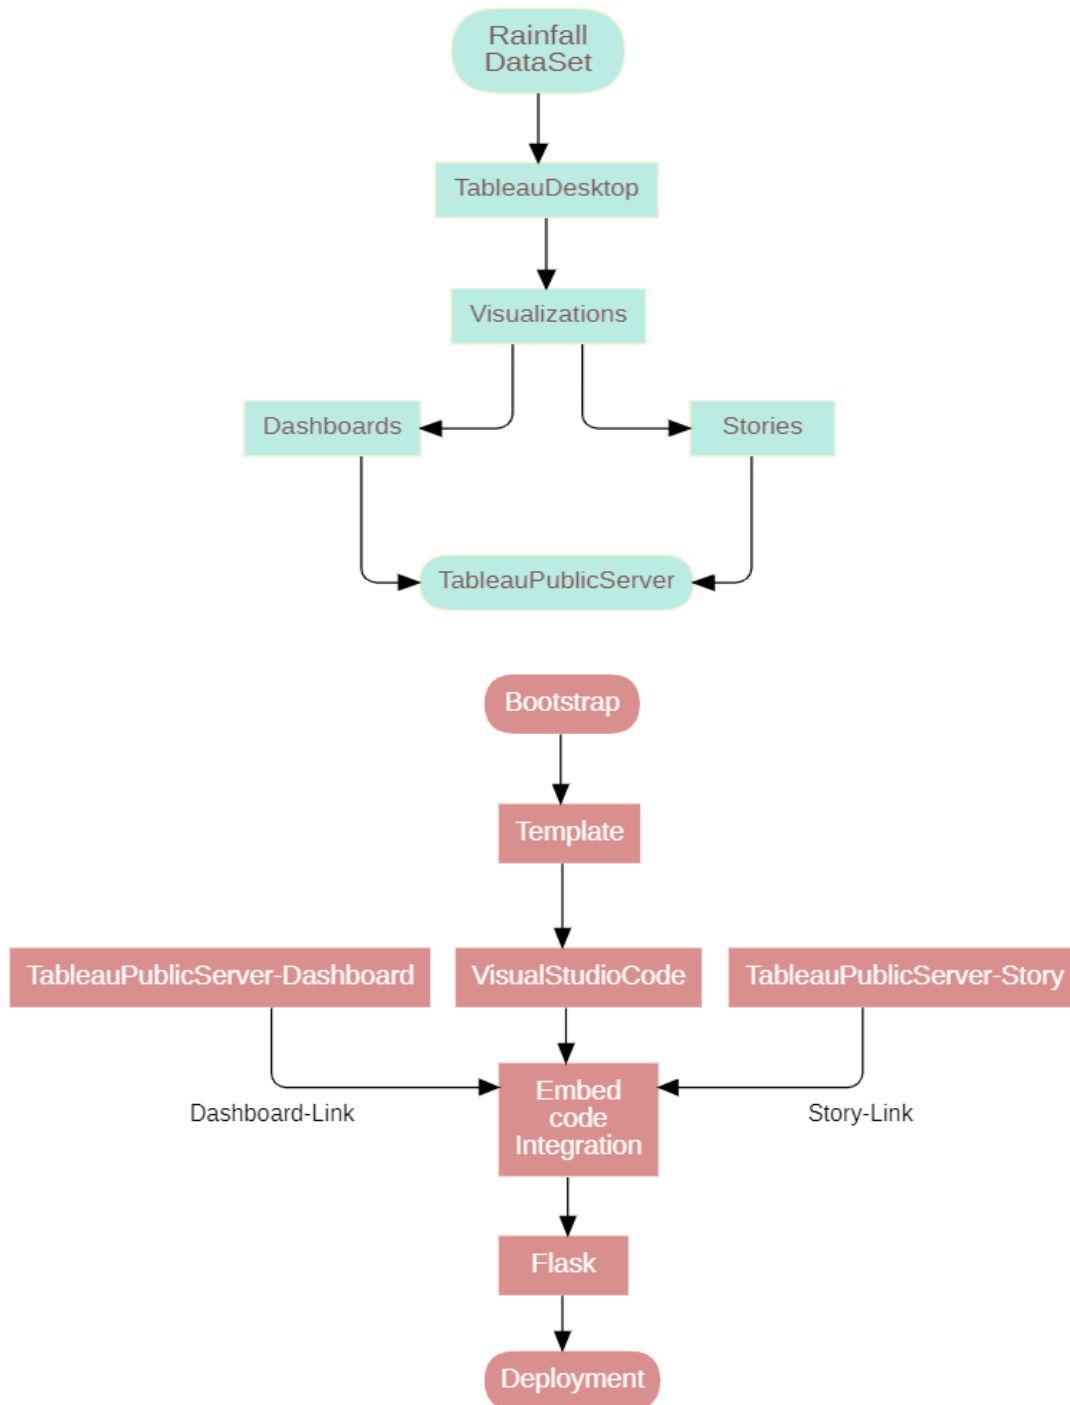 Rainfall
DataSet
TableauDesktop
Visualizations
Dashboards
Stories
TableauPublicServer
Bootstrap
Template
TableauPublicServer-Dashboard
VisualStudioCode
TableauPublicServer-Story
Embed
code
Integration
Dashboard-Link
Story-Link
Flask
Deployment